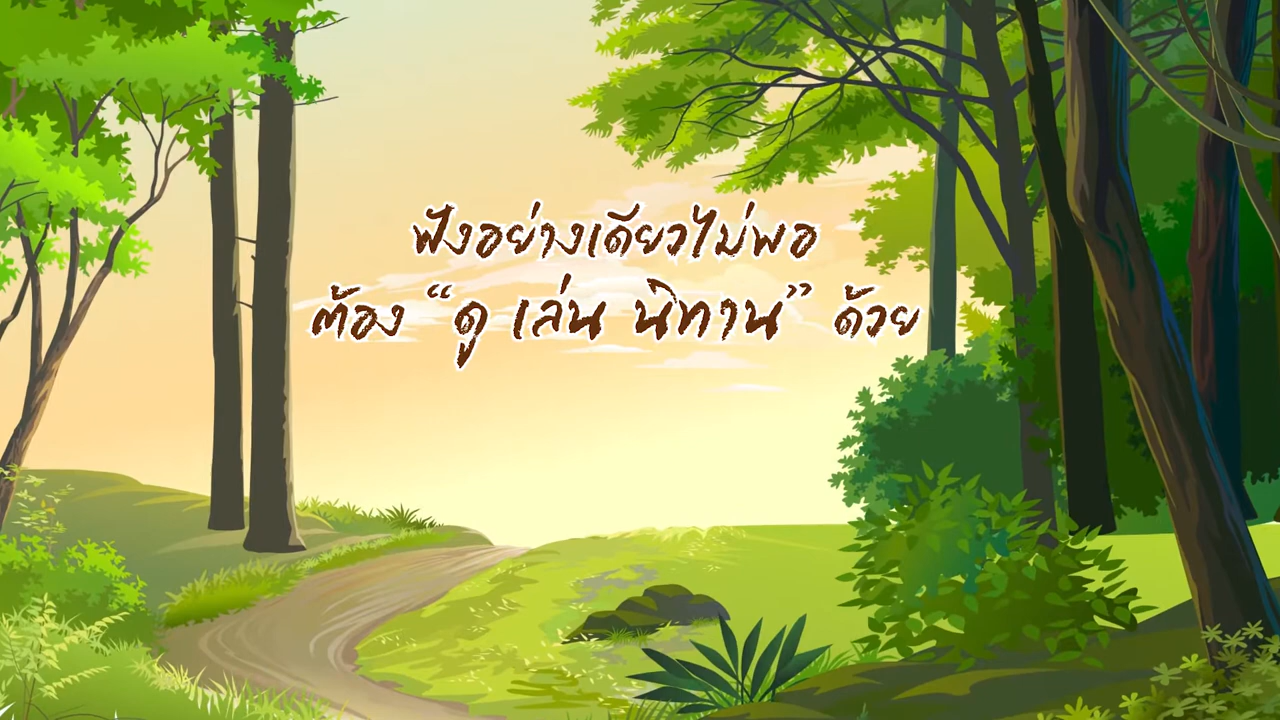 ฟังอย่างเดียวไม่พอ
ต้อง “ดู เล่น นิทาน” ด้วย